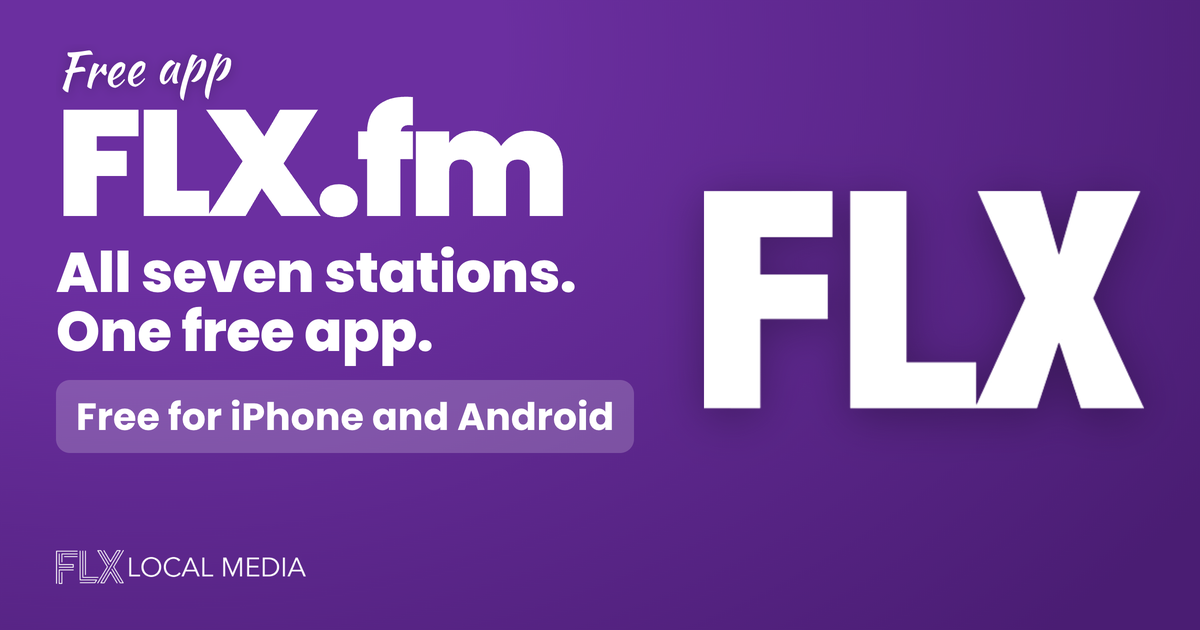 Free app
FLX.fm
All seven stations.
One free app.
Free for iPhone and Android
FLX
FLX LOCAL MEDIA